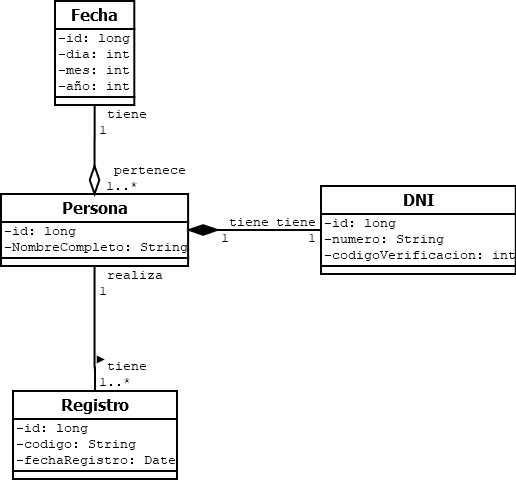 Fecha
-id: long
-dia: int
-mes: int
-año: int
tiene
1
pertenece
1..*
Persona
-id: long
-NombreCompleto: String
tiene tiene
1 1
DNI
-id: long
-numero: String
-codigoVerificacion: int
realiza
1
tiene
1..*
Registro
-id: long
-codigo: String
-fechaRegistro: Date